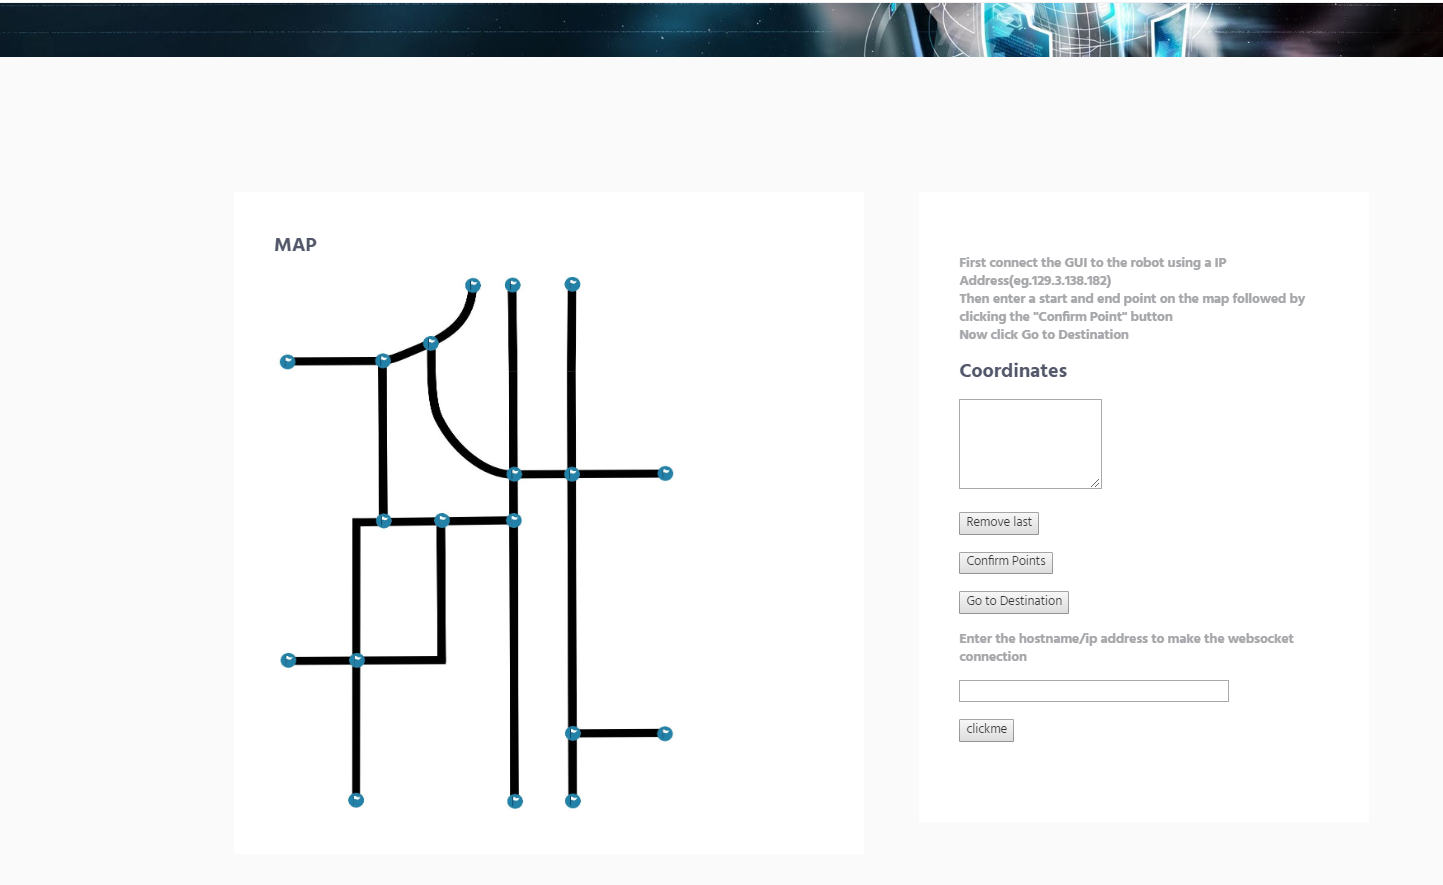 MAP
First connect the GUI to the robot using a IP
Address(eg.129.3.138.182)
Then enter a start and end point on the map followed by
clicking the "Confirm Point" button
Now click Go to Destination
Coordinates
Remove last
Confirm Points
Go to Destination
Enter the hostname/ip address to make the websocket
connection
clickme